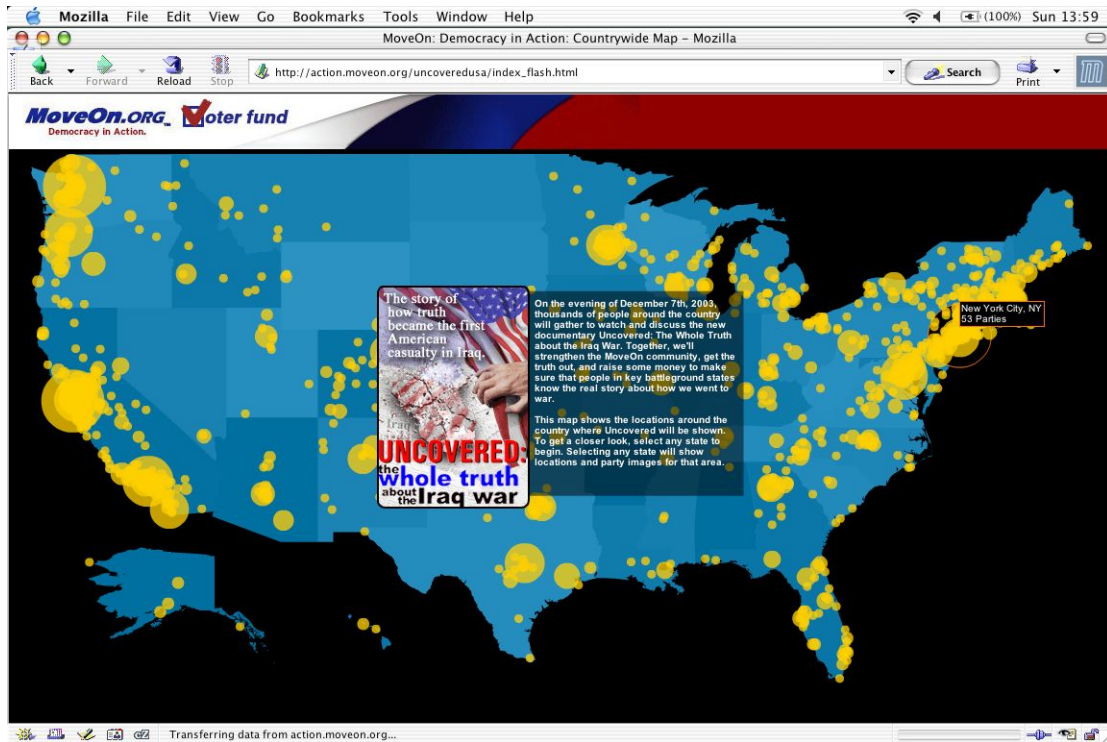 Mozilla File Edit View Go Bookmarks Tools Window Help (100%) Sun 13:59
MoveOn: Democracy in Action: Countrywide Map – Mozilla
Back Forward Reload Stop http://action.moveon.org/uncoveredusa/index_flash.html Search Print
MoveOn.ORG Voter fund
Democracy in Action.
The story of
how truth
became the first
American
casualty in Iraq.
Iraq
UNCOVERED:
the whole truth
about the Iraq war
On the evening of December 7th, 2003,
thousands of people around the country
will gather to watch and discuss the new
documentary Uncovered: The Whole Truth
about the Iraq War. Together, we'll
strengthen the MoveOn community, get the
truth out, and raise some money to make
sure that people in key battleground states
know the real story about how we went to
war.
This map shows the locations around the
country where Uncovered will be shown.
To get a closer look, select any state to
begin. Selecting any state will show
locations and party images for that area.
New York City, NY
53 Parties
Transferring data from action.moveon.org...